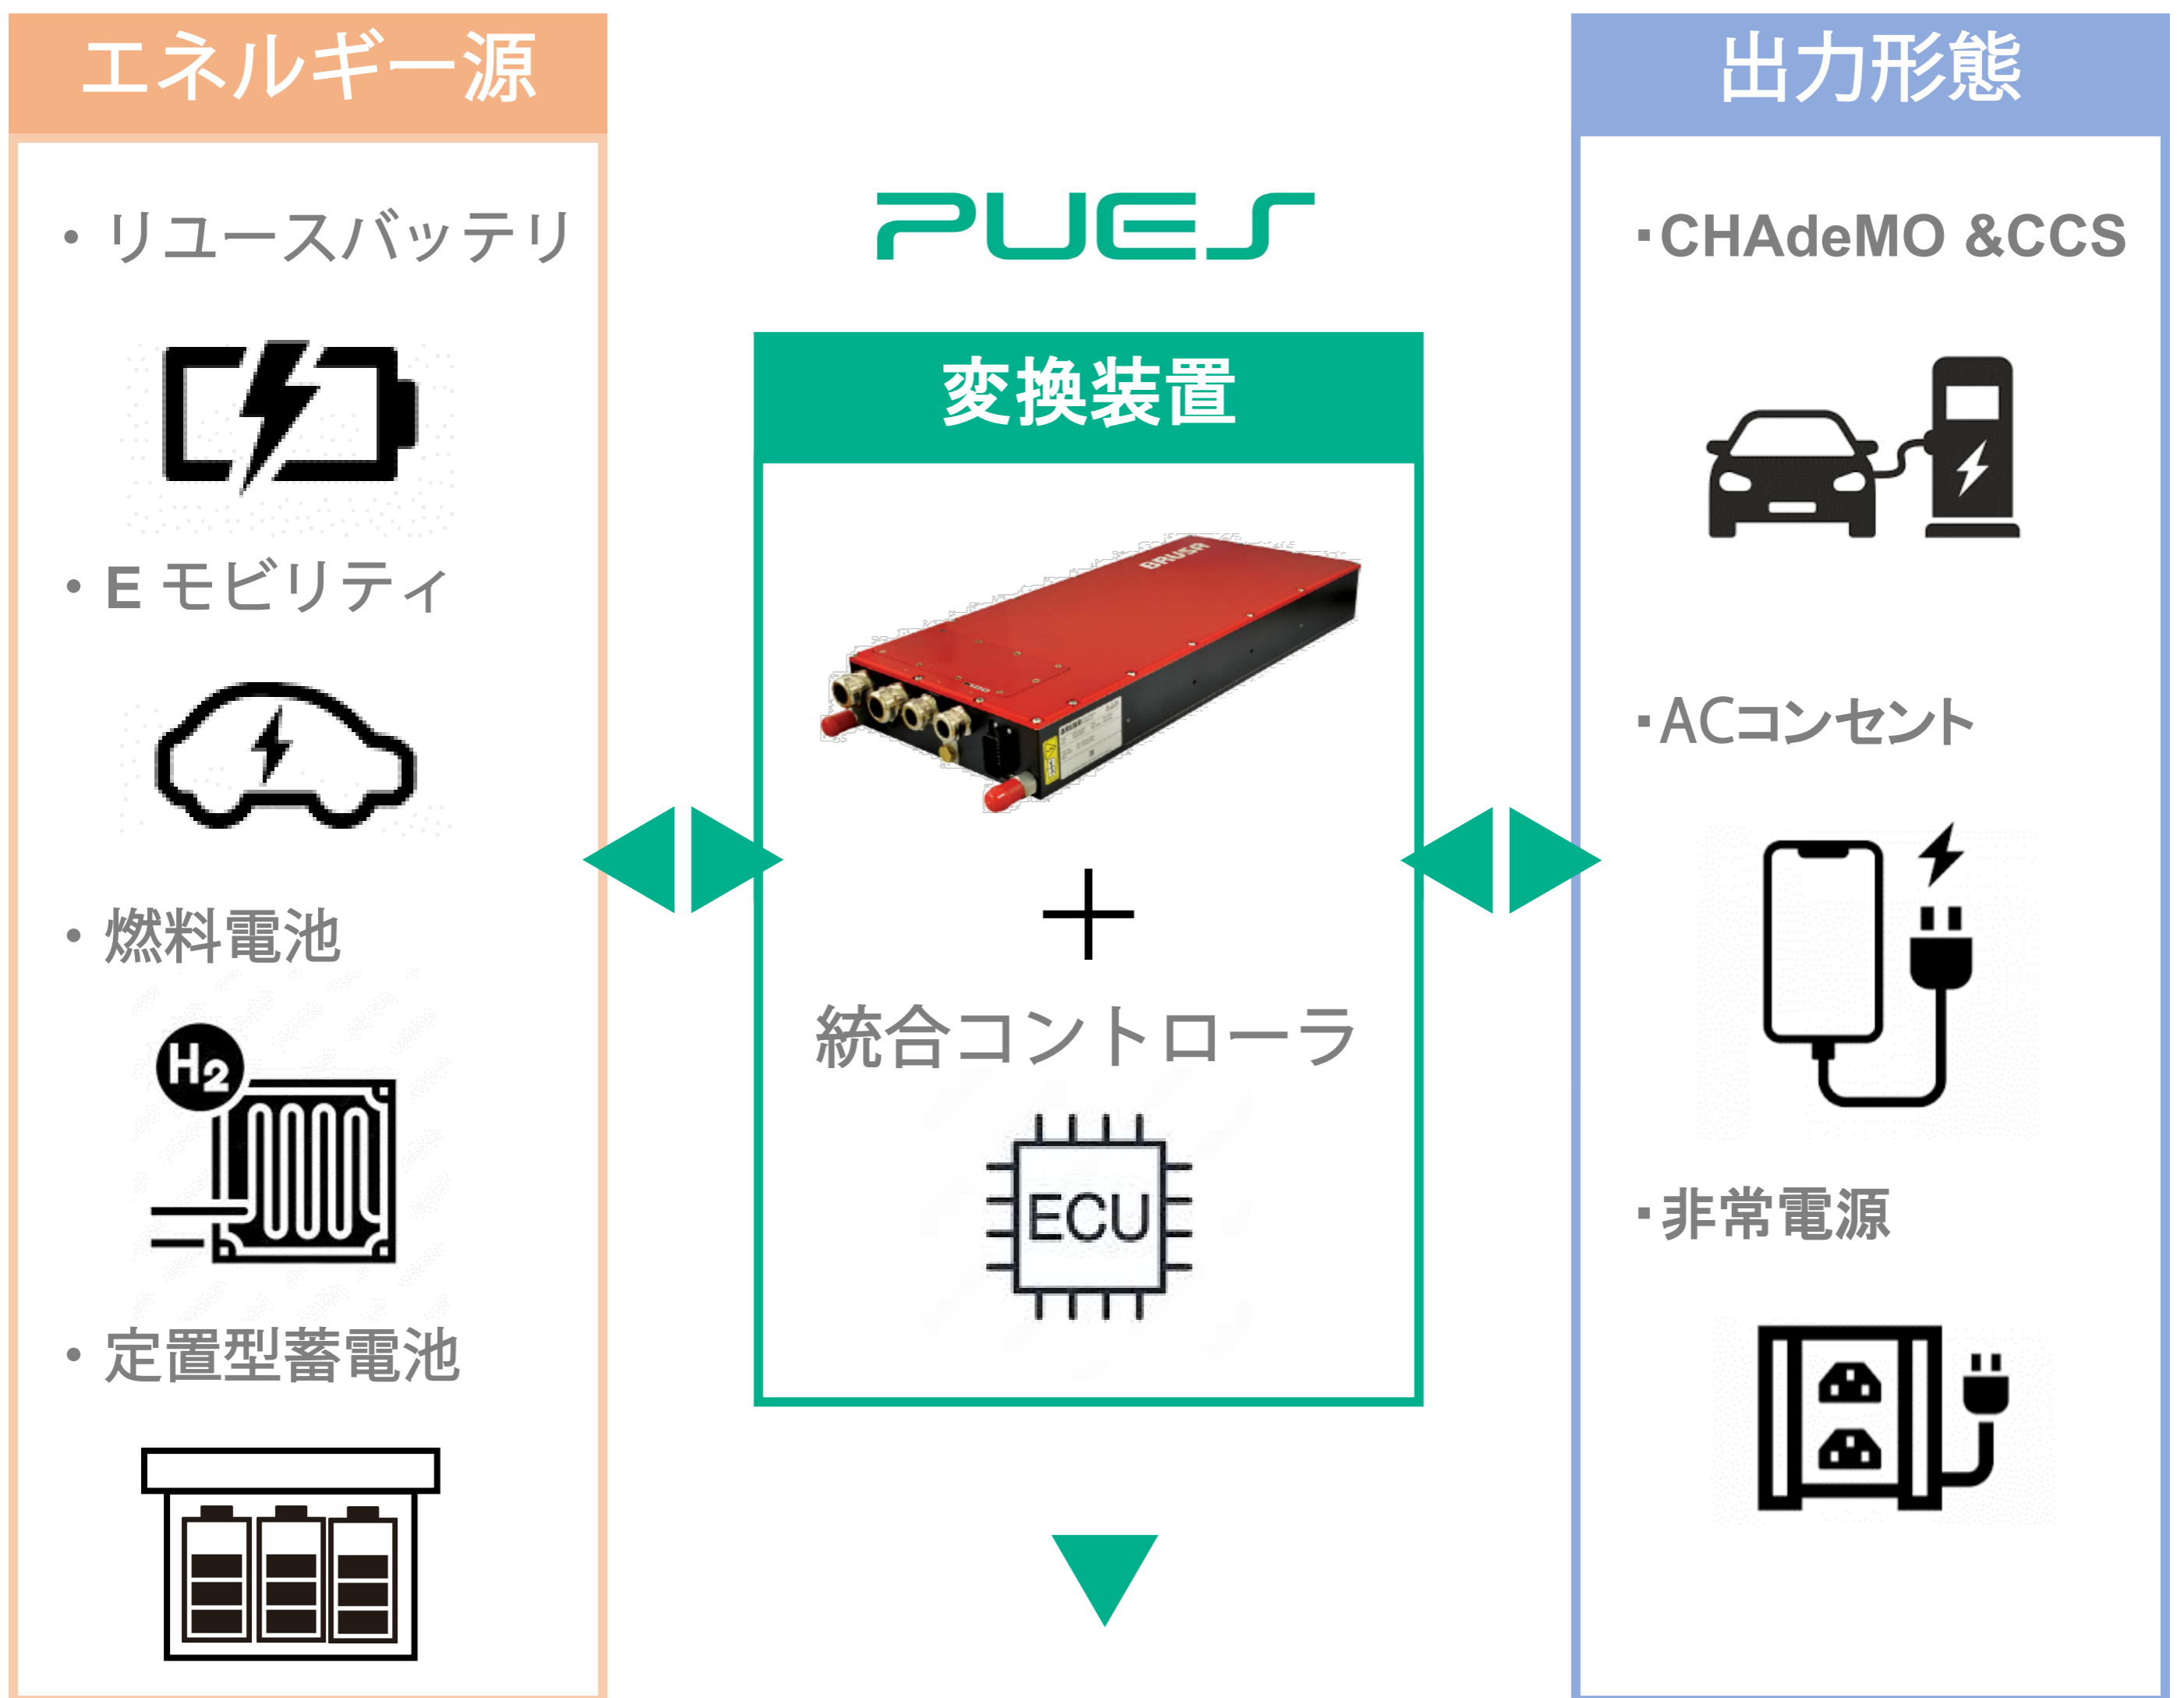 エネルギー源
・リユースバッテリ
・E モビリティ
・燃料電池
H2
・定置型蓄電池
PUES
変換装置
BRUSA
+
統合コントローラ
ECU
出力形態
・CHAdeMO &CCS
・ACコンセント
・非常電源